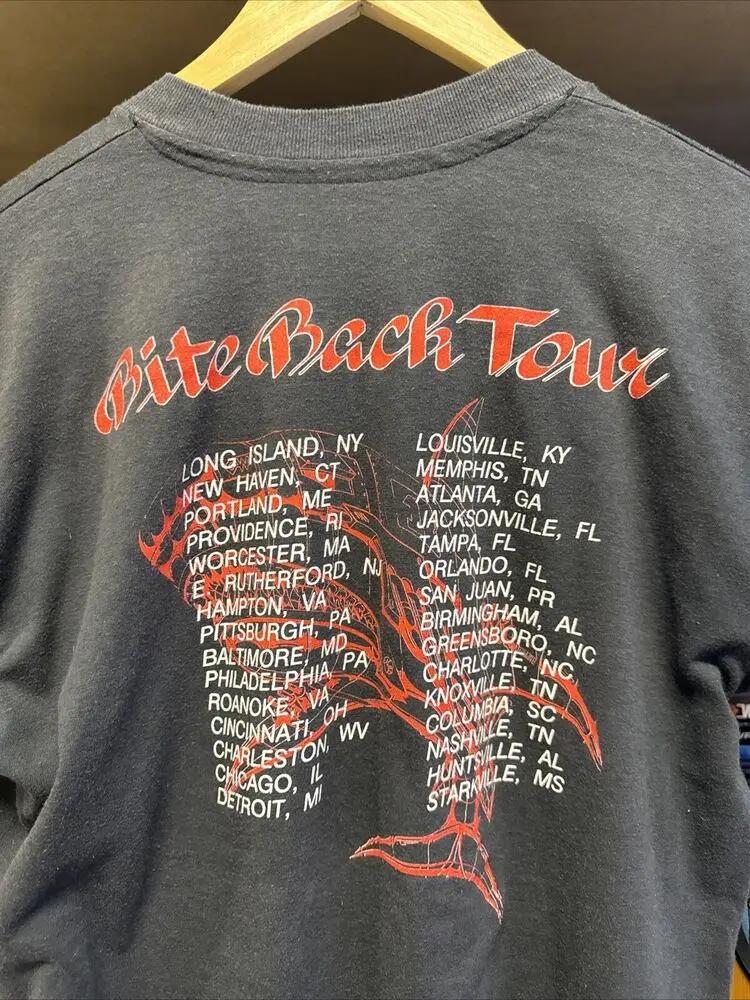 Bite Back Tour
LONG ISLAND, NY
NEW HAVEN, CT
PORTLAND, ME
PROVIDENCE, RI
WORCESTER, MA
E. RUTHERFORD, NJ
HAMPTON, VA
PITTSBURGH, PA
BALTIMORE, MD
PHILADELPHIA, PA
ROANOKE, VA
CINCINNATI, OH
CHARLESTON, WV
CHICAGO, IL
DETROIT, MI
LOUISVILLE, KY
MEMPHIS, TN
ATLANTA, GA
JACKSONVILLE, FL
TAMPA, FL
ORLANDO, FL
SAN JUAN, PR
BIRMINGHAM, AL
GREENSBORO, NC
CHARLOTTE, NC
KNOXVILLE, TN
COLUMBIA, SC
NASHVILLE, TN
HUNTSVILLE, AL
STARKVILLE, MS